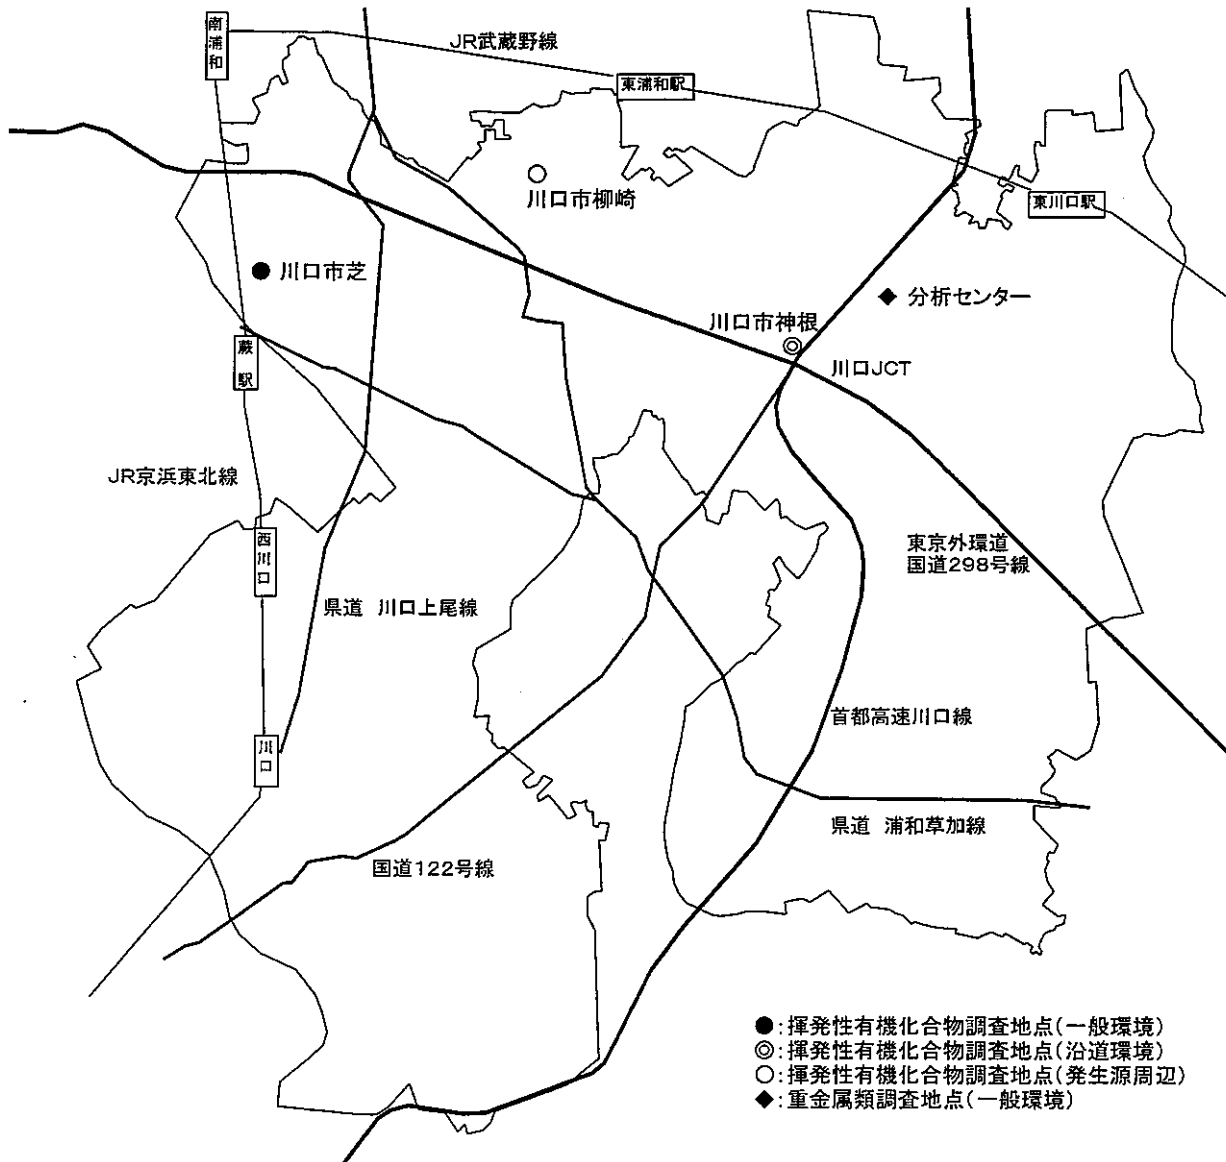 南浦和
JR武蔵野線
東浦和駅
川口市柳崎
東川口駅
川口市芝
分析センター
川口市神根
蕨駅
川口JCT
JR京浜東北線
西川口
東京外環道
国道298号線
県道 川口上尾線
首都高速川口線
川口
県道 浦和草加線
国道122号線
●:揮発性有機化合物調査地点(一般環境)
◎:揮発性有機化合物調査地点(沿道環境)
○:揮発性有機化合物調査地点(発生源周辺)
◆:重金属類調査地点(一般環境)